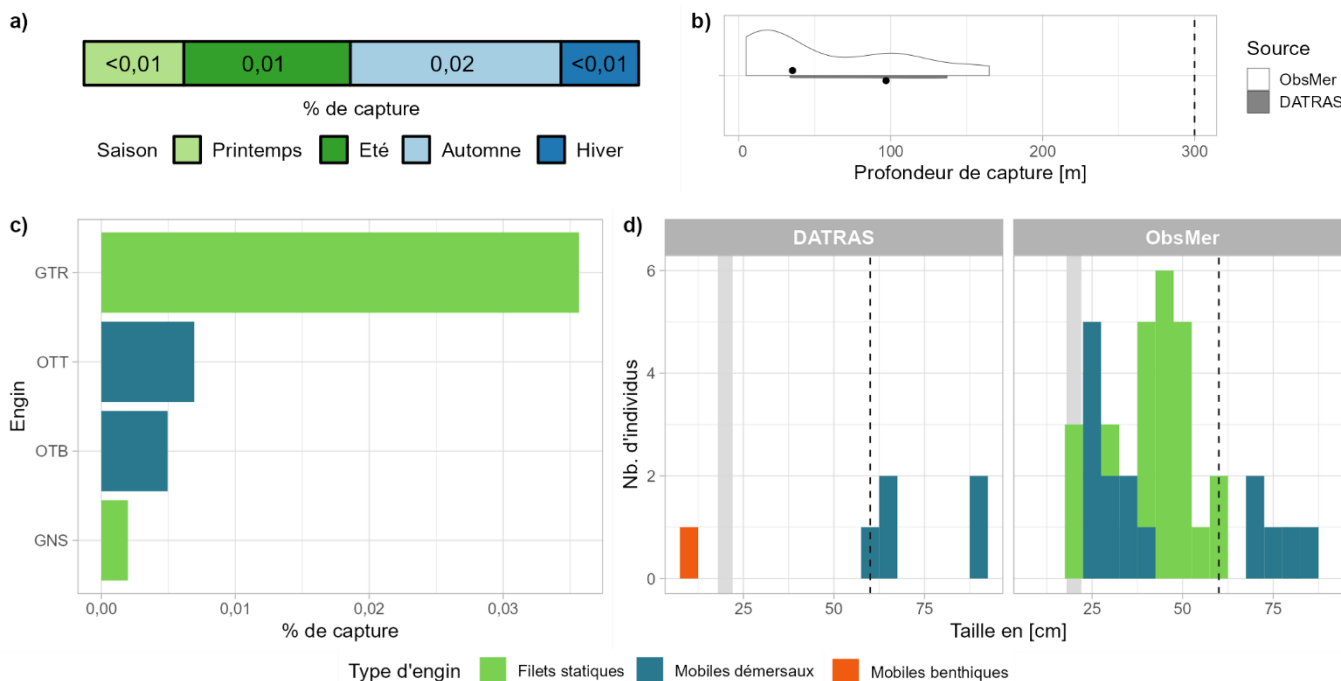 a)
<0,01 0,01 0,02 <0,01
% de capture
Saison Printemps Eté Automne Hiver
b)
0 100 200 300
Profondeur de capture [m]
Source
ObsMer
DATRAS
c)
Engin
GTR
OTT
OTB
GNS
0,00 0,01 0,02 0,03
% de capture
d)
DATRAS ObsMer
Nb. d'individus
6
4
2
0
25 50 75 25 50 75
Taille en [cm]
Type d'engin Filets statiques Mobiles démersaux Mobiles benthiques